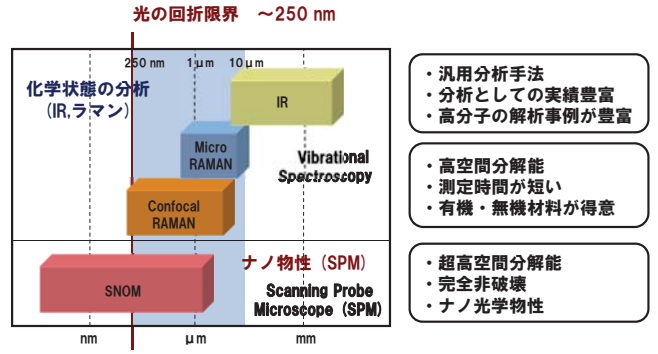 光の回折限界　～250 nm
250 nm 1 µm 10 µm
化学状態の分析
（IR,ラマン）
IR
Micro
RAMAN
Vibrational
Spectroscopy
Confocal
RAMAN
ナノ物性（SPM）
SNOM
Scanning Probe
Microscope（SPM）
nm µm mm
・汎用分析手法
・分析としての実績豊富
・高分子の解析事例が豊富
・高空間分解能
・測定時間が短い
・有機・無機材料が得意
・超高空間分解能
・完全非破壊
・ナノ光学物性